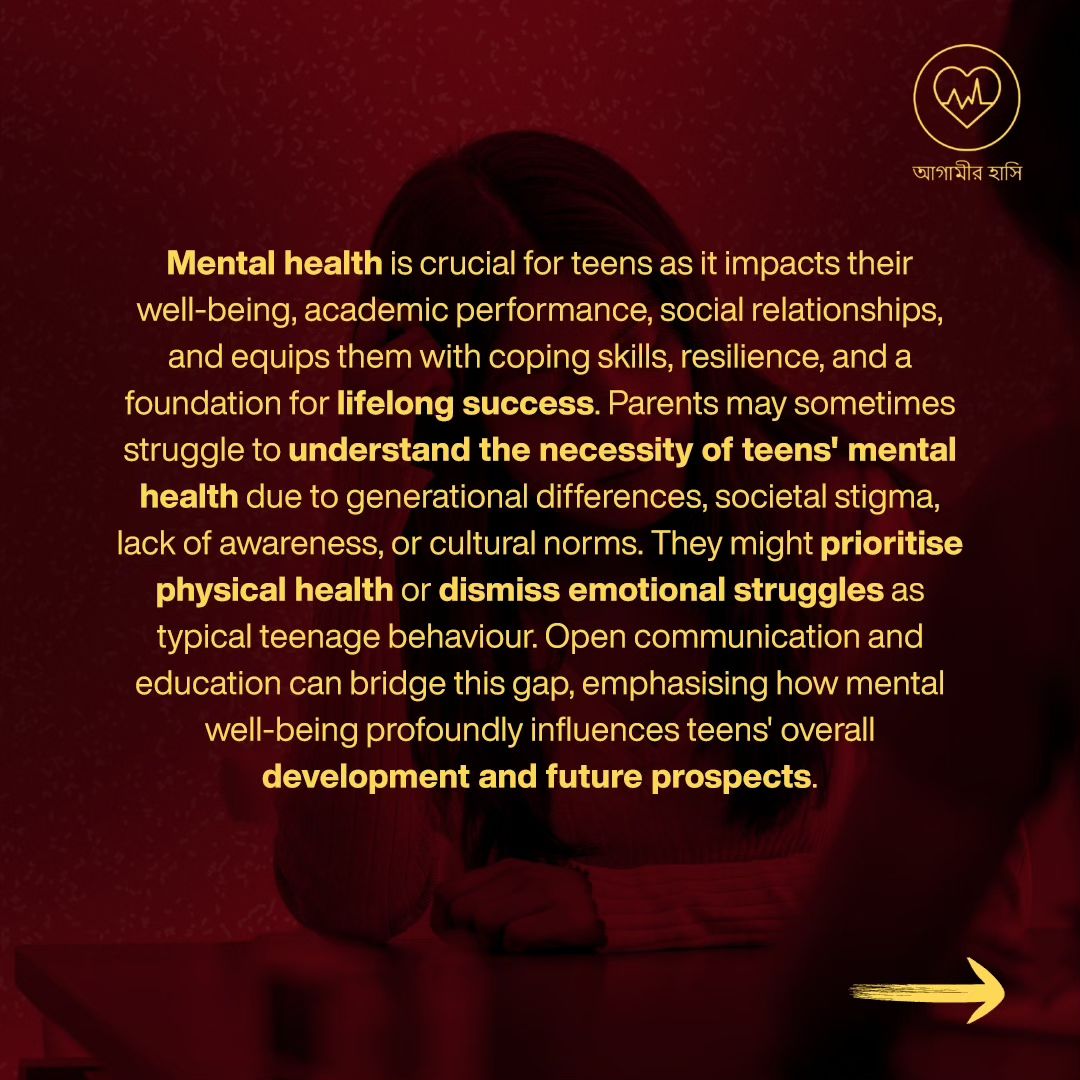 আগামীর হাসি
Mental health is crucial for teens as it impacts their
well-being, academic performance, social relationships,
and equips them with coping skills, resilience, and a
foundation for lifelong success. Parents may sometimes
struggle to understand the necessity of teens' mental
health due to generational differences, societal stigma,
lack of awareness, or cultural norms. They might prioritise
physical health or dismiss emotional struggles as
typical teenage behaviour. Open communication and
education can bridge this gap, emphasising how mental
well-being profoundly influences teens' overall
development and future prospects.